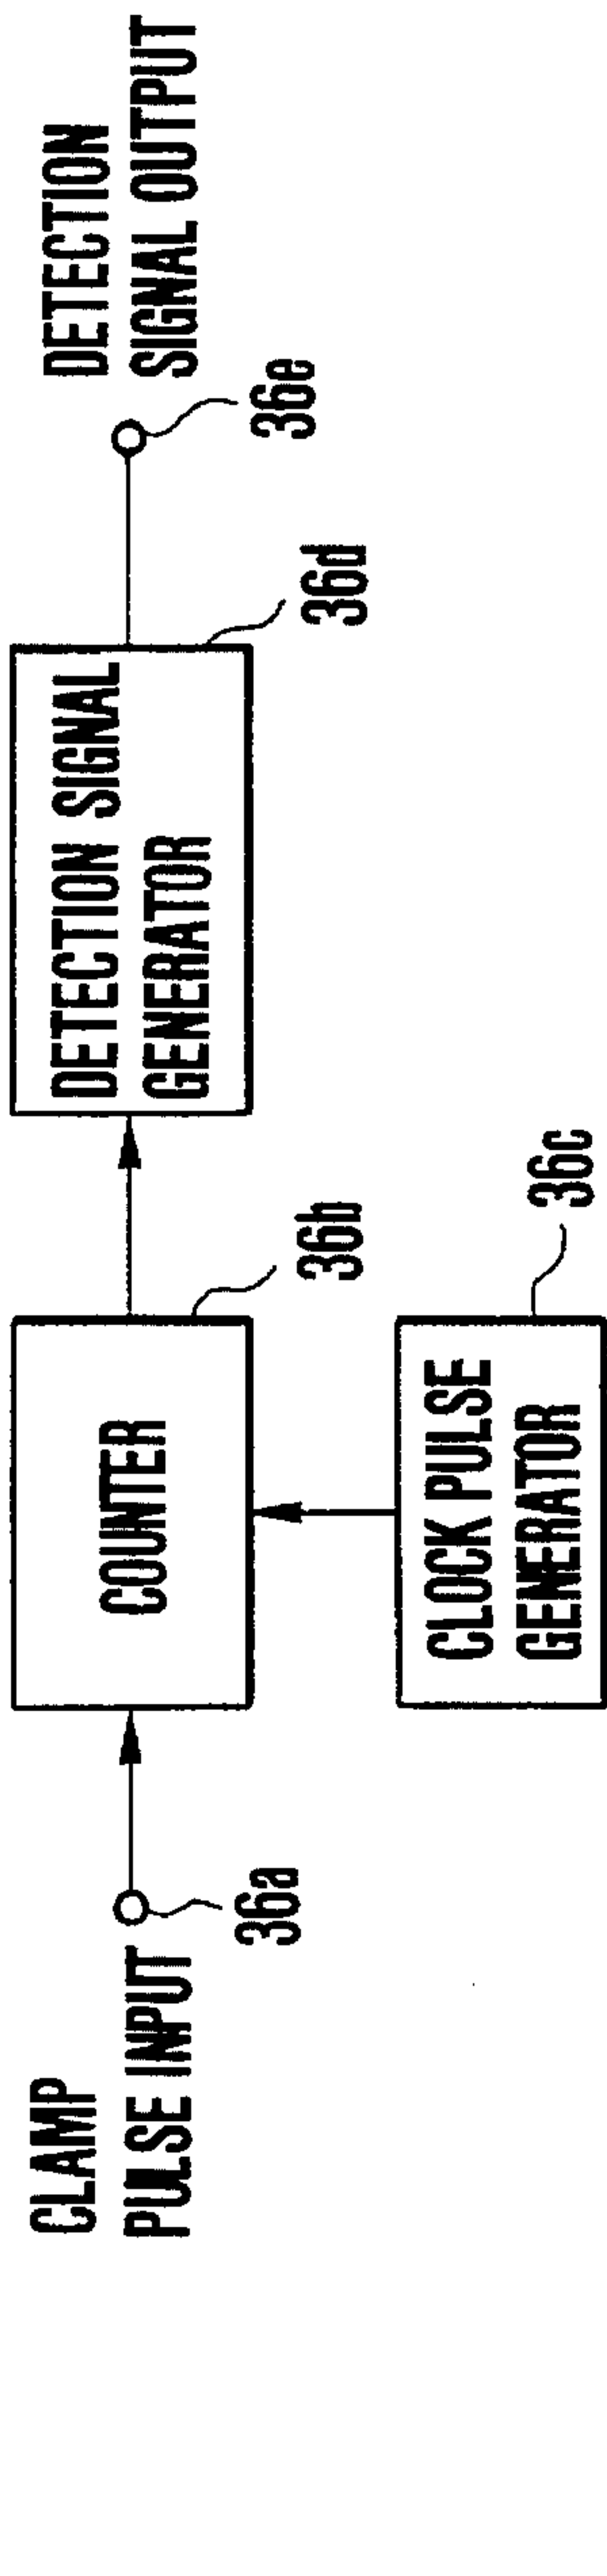 CLAMP
PULSE INPUT
36a
COUNTER
36b
CLOCK PULSE
GENERATOR
36c
DETECTION SIGNAL
GENERATOR
36d
36e
DETECTION
SIGNAL OUTPUT